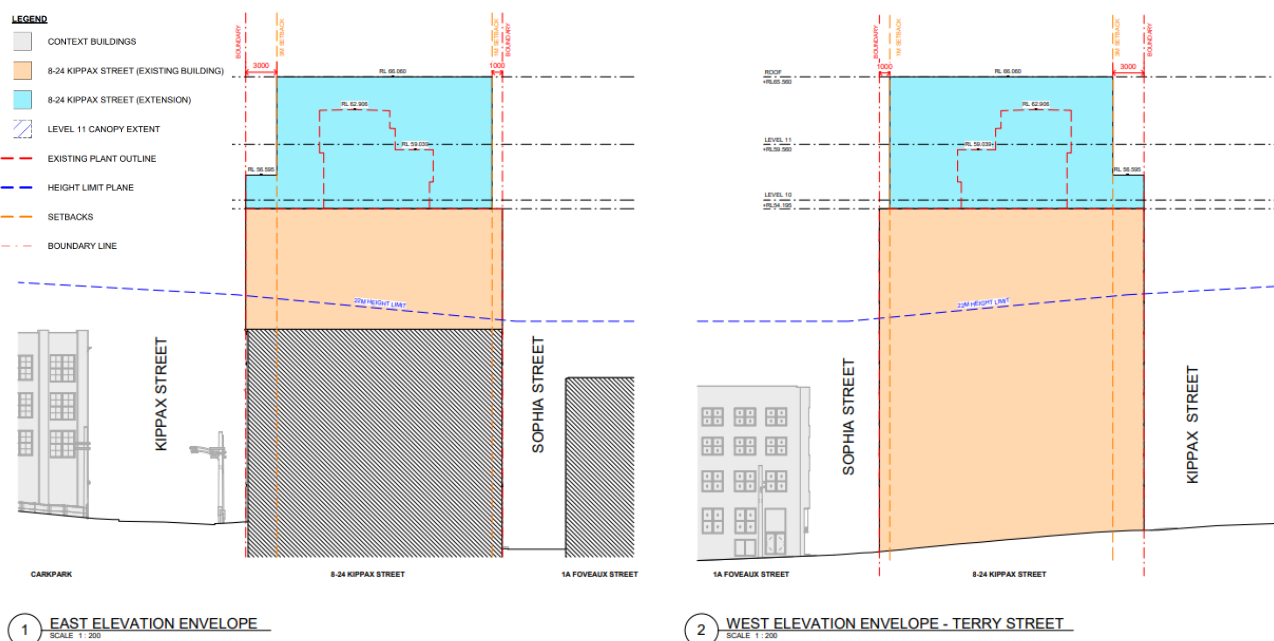 LEGEND
CONTEXT BUILDINGS
8-24 KIPPAX STREET (EXISTING BUILDING)
8-24 KIPPAX STREET (EXTENSION)
LEVEL 11 CANOPY EXTENT
EXISTING PLANT OUTLINE
HEIGHT LIMIT PLANE
SETBACKS
BOUNDARY LINE
BOUNDARY
3M SETBACK
1M SETBACK
BOUNDARY
3000
1000
RL 66.060
RL 62.906
RL 59.039
RL 56.595
22M HEIGHT LIMIT
KIPPAX STREET
SOPHIA STREET
CARKPARK
8-24 KIPPAX STREET
1A FOVEAUX STREET
1
EAST ELEVATION ENVELOPE
SCALE 1 : 200
BOUNDARY
1M SETBACK
3M SETBACK
BOUNDARY
1000
3000
ROOF
+RL65.560
RL 66.060
RL 62.906
LEVEL 11
+RL59.560
RL 59.039
RL 56.595
LEVEL 10
+RL54.195
22M HEIGHT LIMIT
SOPHIA STREET
KIPPAX STREET
1A FOVEAUX STREET
8-24 KIPPAX STREET
2
WEST ELEVATION ENVELOPE - TERRY STREET
SCALE 1 : 200